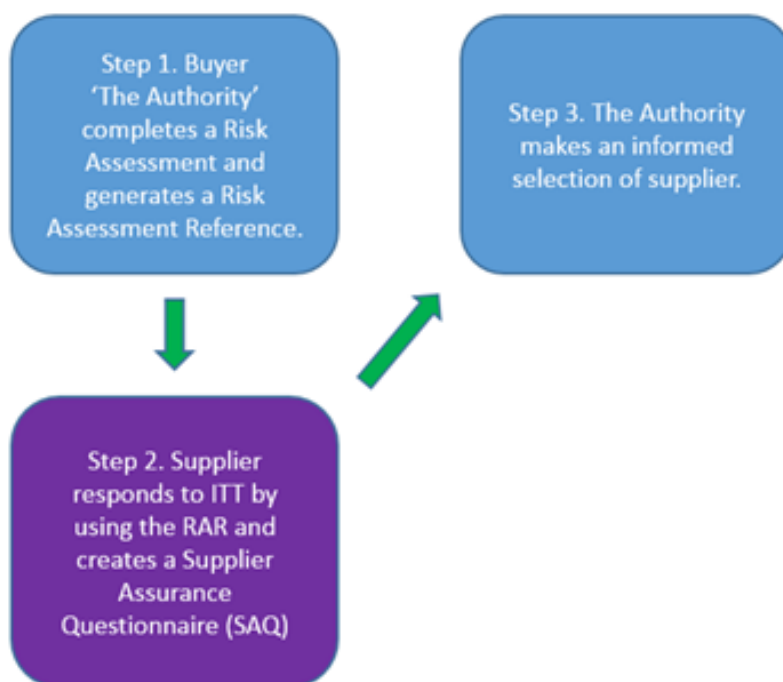 Step 1. Buyer
‘The Authority’
completes a Risk
Assessment and
generates a Risk
Assessment Reference.
Step 2. Supplier
responds to ITT by
using the RAR and
creates a Supplier
Assurance
Questionnaire (SAQ)
Step 3. The Authority
makes an informed
selection of supplier.